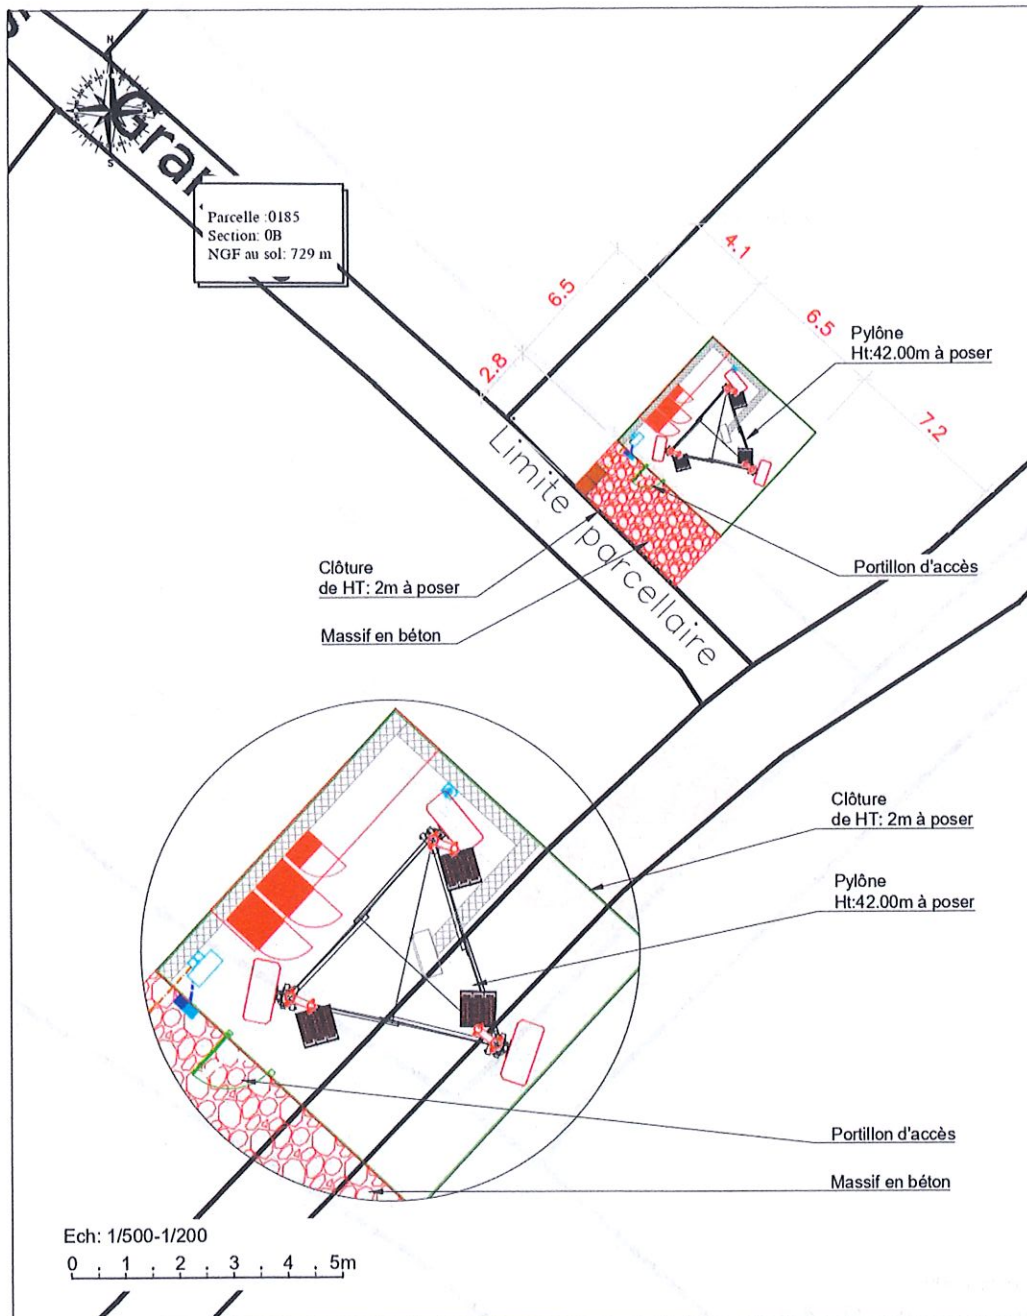 N
S
Gran
Parcelle :0185
Section: 0B
NGF au sol: 729 m
4.1
6.5
6.5
2.8
7.2
Pylône
Ht:42.00m à poser
Limite parcellaire
Clôture
de HT: 2m à poser
Portillon d'accès
Massif en béton
Clôture
de HT: 2m à poser
Pylône
Ht:42.00m à poser
Portillon d'accès
Massif en béton
Ech: 1/500-1/200
0 1 2 3 4 5m